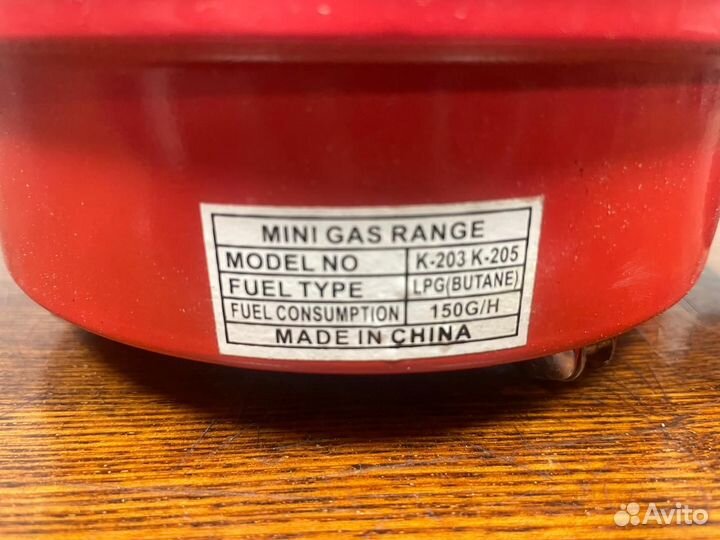 MINI GAS RANGE
MODEL NO K-203 K-205
FUEL TYPE LPG(BUTANE)
FUEL CONSUMPTION 150G/H
MADE IN CHINA
Avito